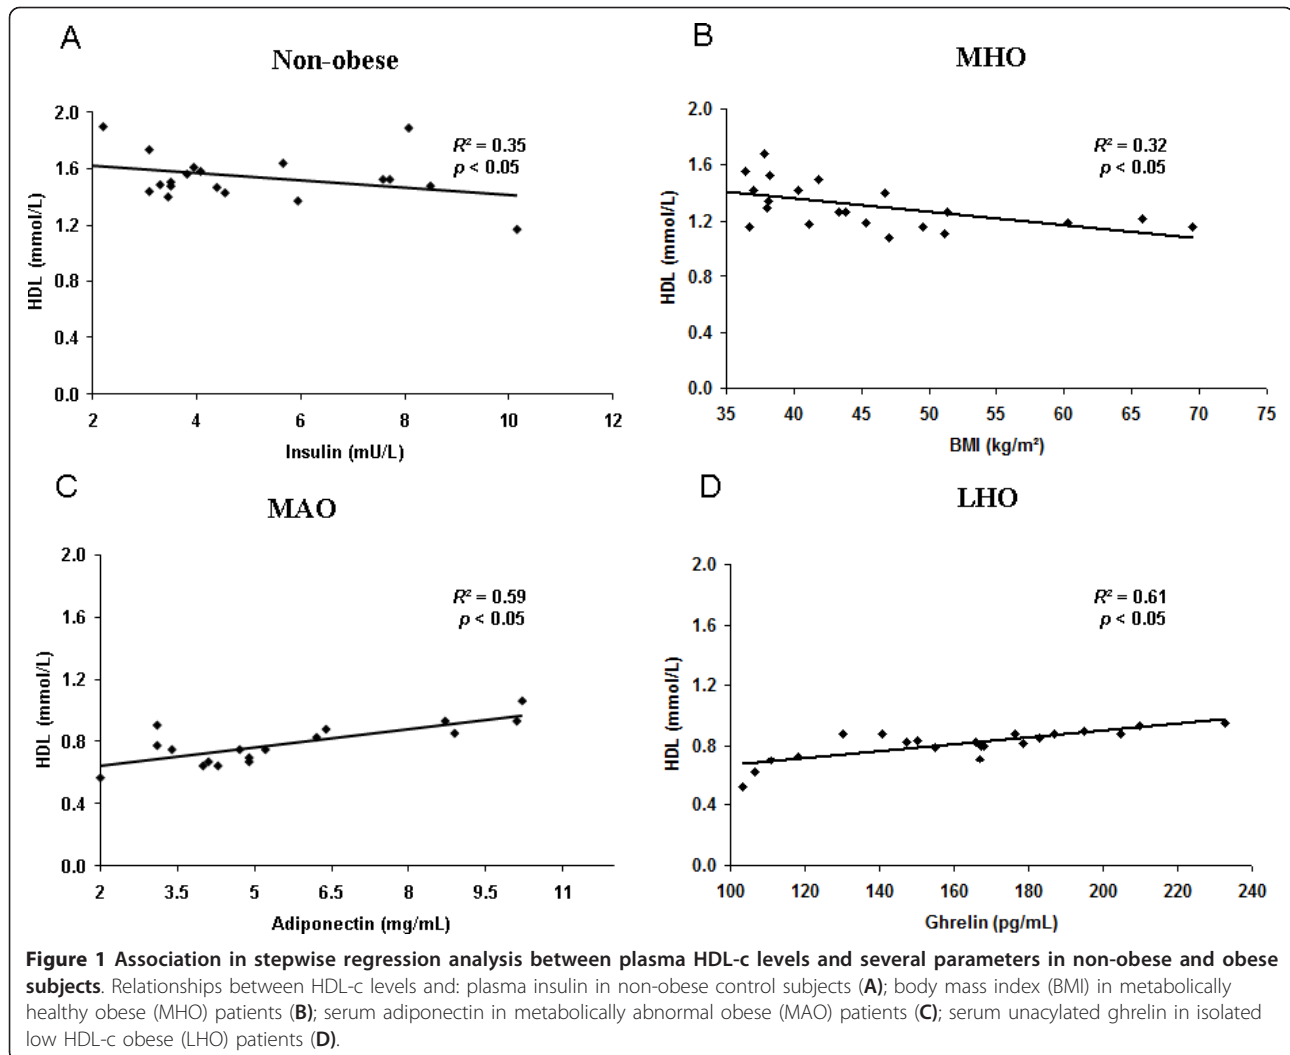 A
Non-obese
R² = 0.35
p < 0.05
2.0
1.6
1.2
0.8
0.4
0.0
HDL (mmol/L)
2 4 6 8 10 12
Insulin (mU/L)
B
MHO
R² = 0.32
p < 0.05
2.0
1.6
1.2
0.8
0.4
0.0
HDL (mmol/L)
35 40 45 50 55 60 65 70 75
BMI (kg/m²)
C
MAO
R² = 0.59
p < 0.05
2.0
1.6
1.2
0.8
0.4
0.0
HDL (mmol/L)
2 3.5 5 6.5 8 9.5 11
Adiponectin (mg/mL)
D
LHO
R² = 0.61
p < 0.05
2.0
1.6
1.2
0.8
0.4
0.0
HDL (mmol/L)
100 120 140 160 180 200 220 240
Ghrelin (pg/mL)
Figure 1 Association in stepwise regression analysis between plasma HDL-c levels and several parameters in non-obese and obese
subjects. Relationships between HDL-c levels and: plasma insulin in non-obese control subjects (A); body mass index (BMI) in metabolically
healthy obese (MHO) patients (B); serum adiponectin in metabolically abnormal obese (MAO) patients (C); serum unacylated ghrelin in isolated
low HDL-c obese (LHO) patients (D).